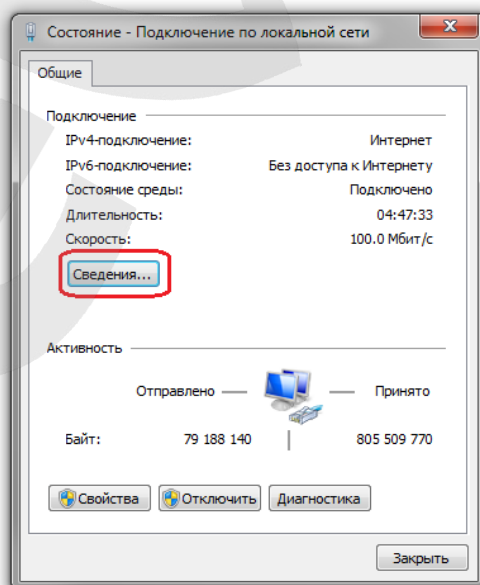 Состояние - Подключение по локальной сети
Общие
Подключение
IPv4-подключение: Интернет
IPv6-подключение: Без доступа к Интернету
Состояние среды: Подключено
Длительность: 04:47:33
Скорость: 100.0 Мбит/с
Сведения...
Активность
Отправлено — Принято
Байт: 79 188 140 | 805 509 770
Свойства Отключить Диагностика
Закрыть